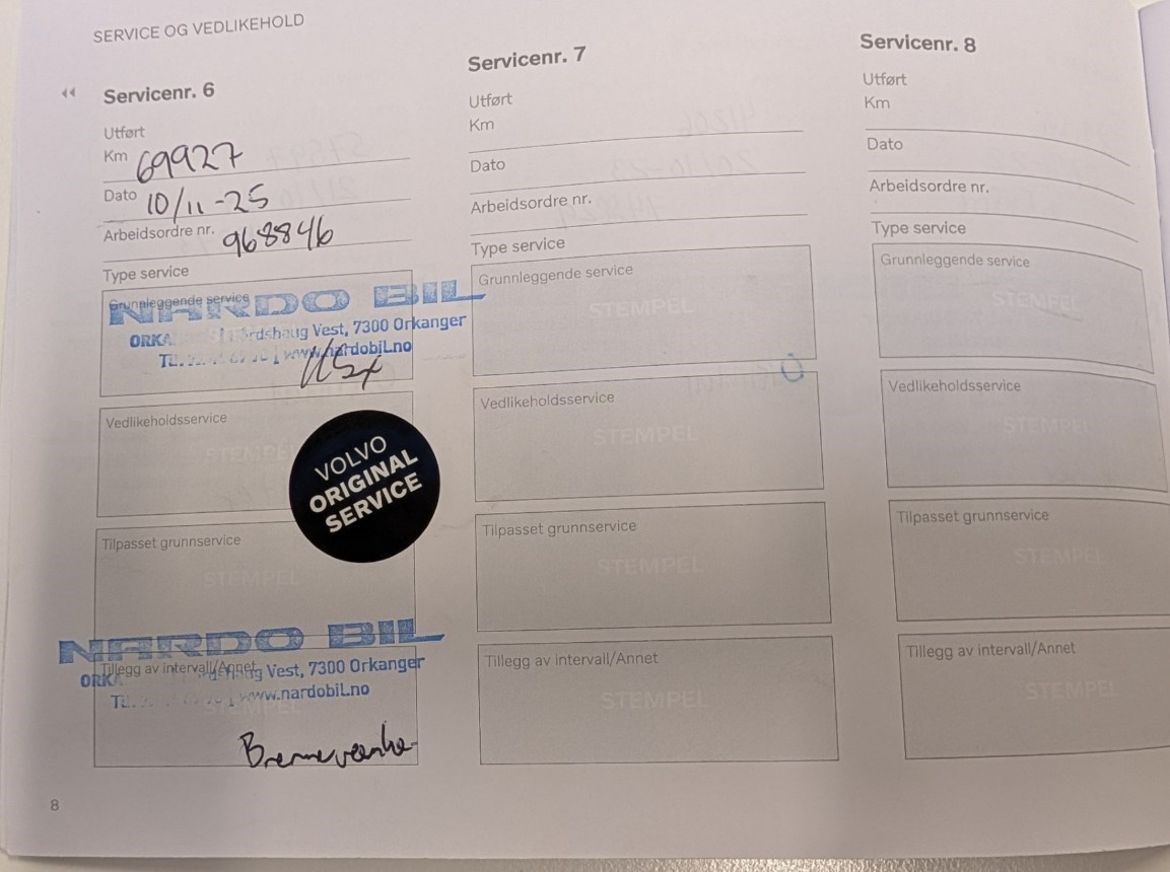 SERVICE OG VEDLIKEHOLD
Servicenr. 6
Utført
Km 69927
Dato 10/11-25
Arbeidsordre nr. 968846
Type service
Grunnleggende service
NARDO BIL
Vest, 7300 Orkanger
www.nardobil.no
Vedlikeholdsservice
STEMPEL
VOLVO
ORIGINAL
SERVICE
Tilpasset grunnservice
STEMPEL
NARDO BIL
Tillegg av intervall/Annet
Vest, 7300 Orkanger
www.nardobil.no
STEMPEL
8
Servicenr. 7
Utført
Km
Dato
Arbeidsordre nr.
Type service
Grunnleggende service
STEMPEL
Vedlikeholdsservice
STEMPEL
Tilpasset grunnservice
STEMPEL
Tillegg av intervall/Annet
STEMPEL
Servicenr. 8
Utført
Km
Dato
Arbeidsordre nr.
Type service
Grunnleggende service
STEMPEL
Vedlikeholdsservice
STEMPEL
Tilpasset grunnservice
STEMPEL
Tillegg av intervall/Annet
STEMPEL